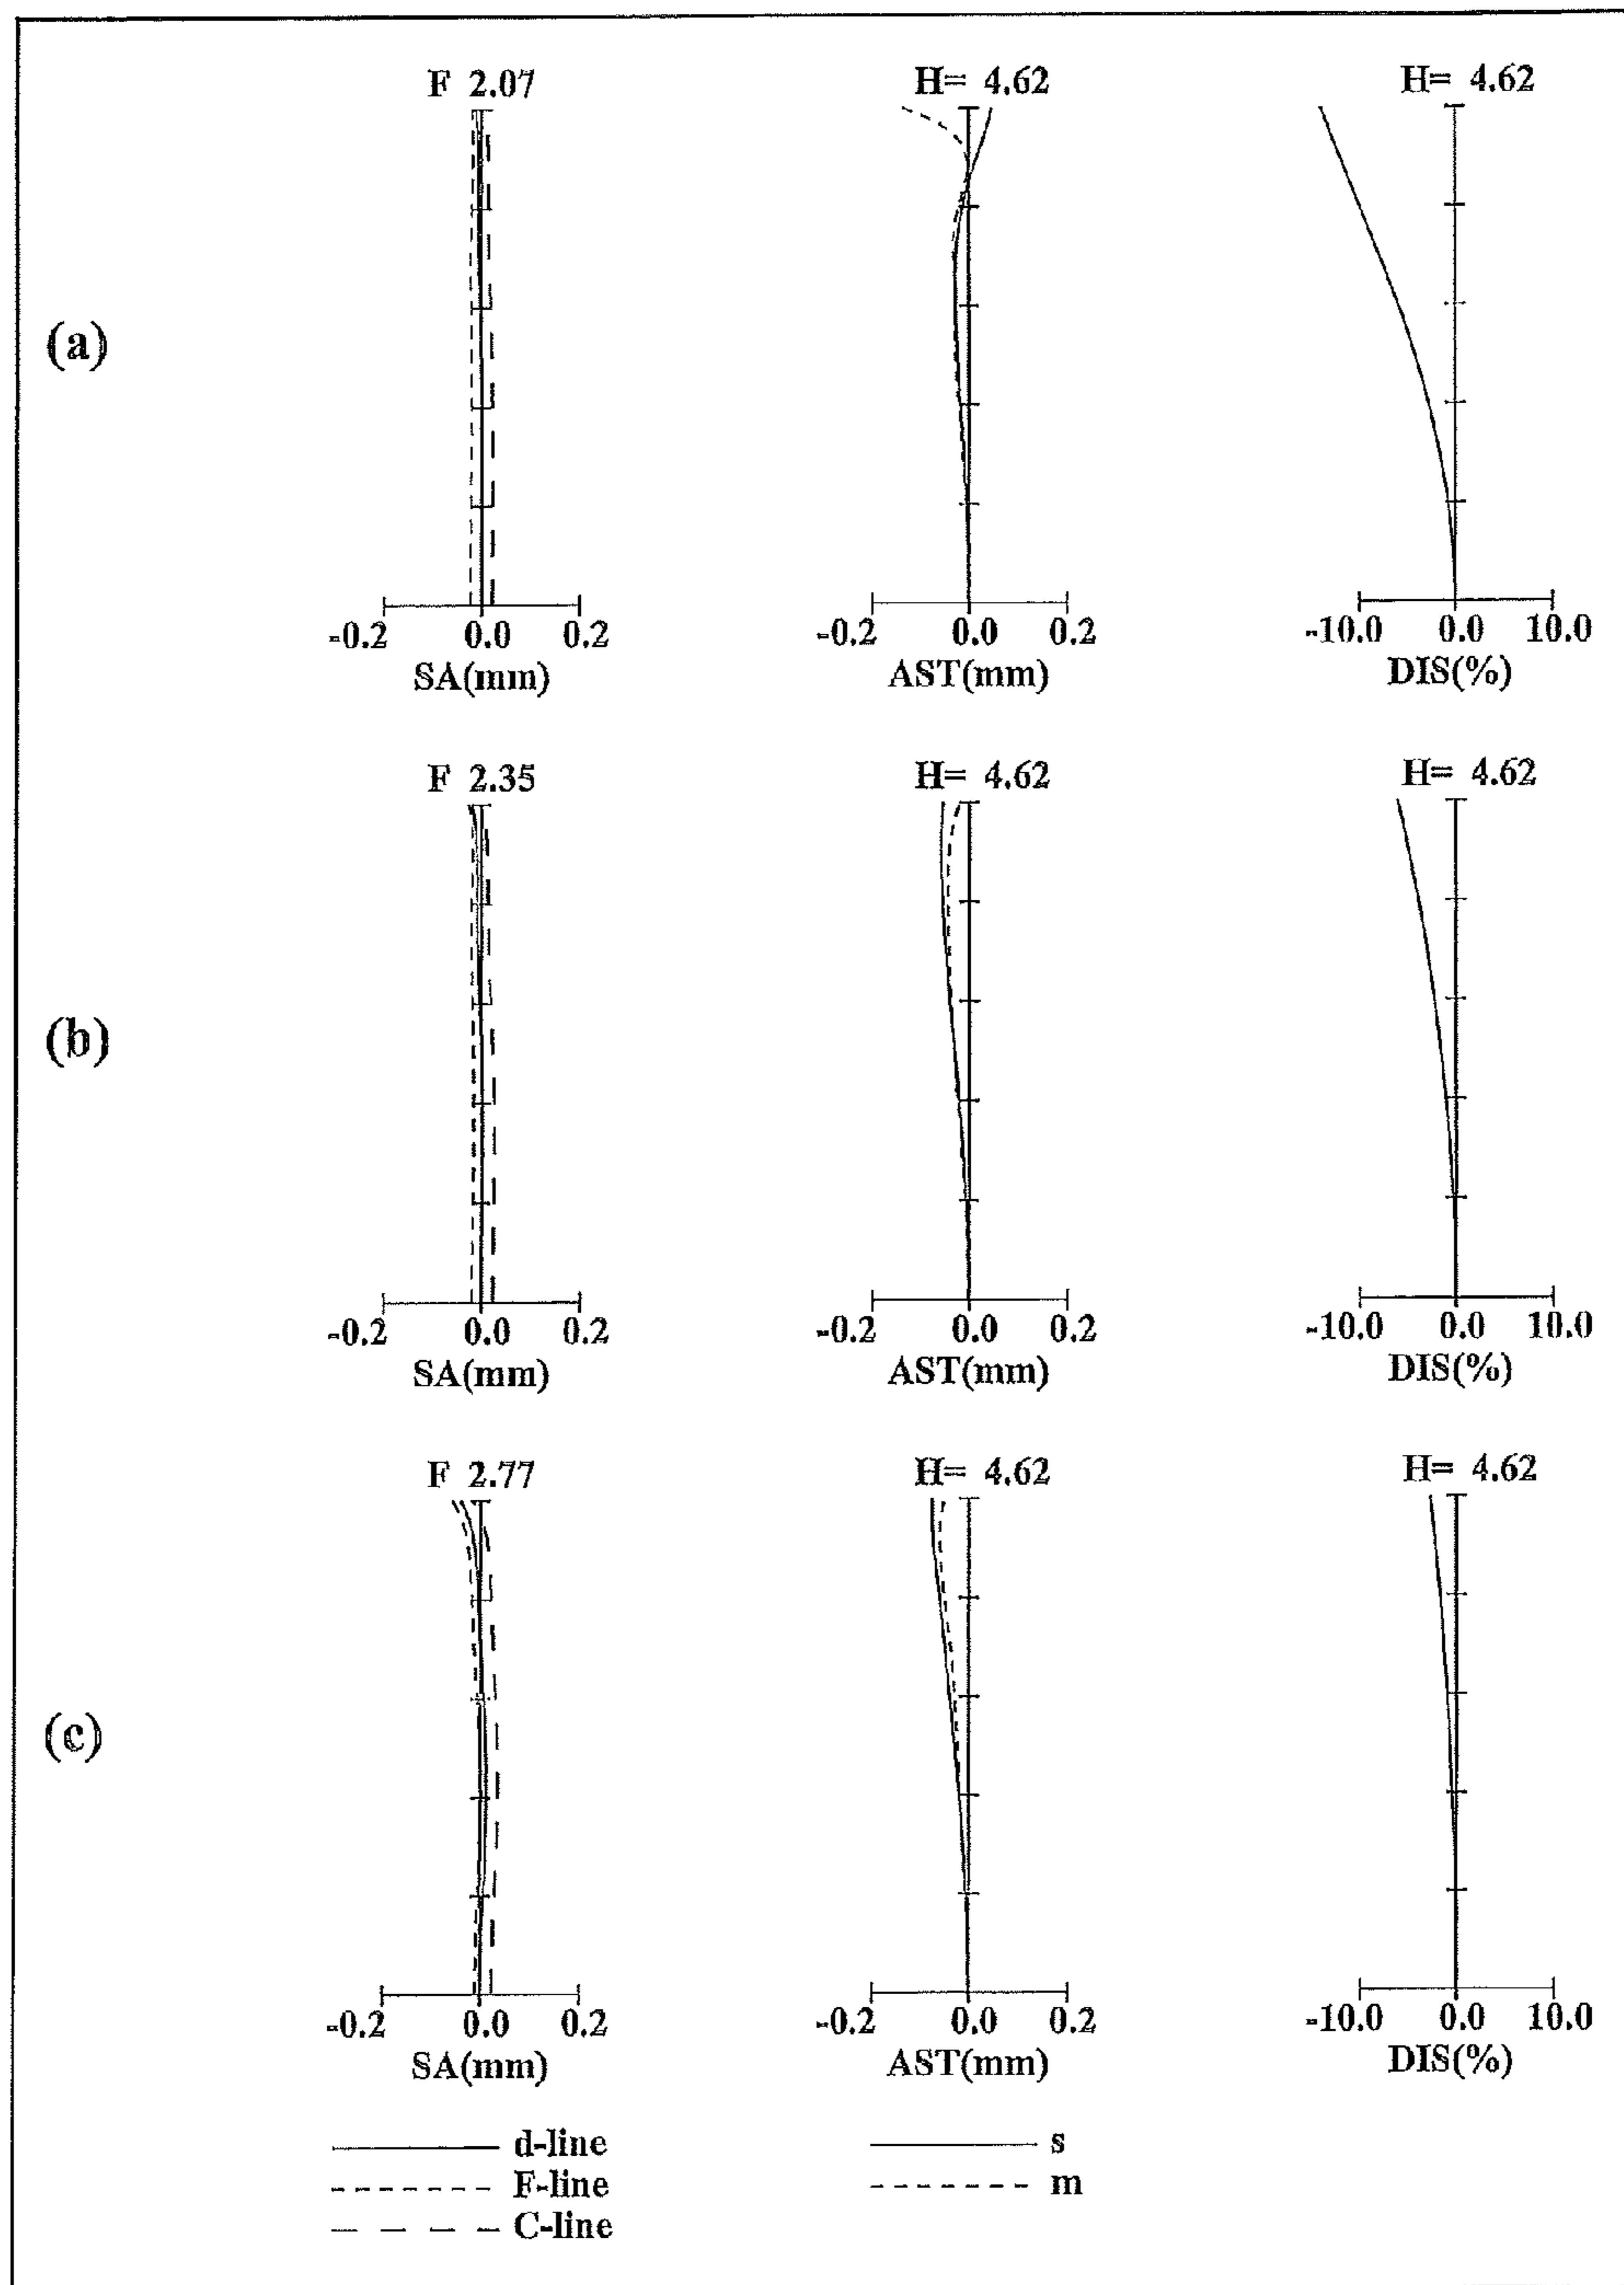 F 2.07 H= 4.62 H= 4.62
(a)
-0.2 0.0 0.2 -0.2 0.0 0.2 -10.0 0.0 10.0
SA(mm) AST(mm) DIS(%)
F 2.35 H= 4.62 H= 4.62
(b)
-0.2 0.0 0.2 -0.2 0.0 0.2 -10.0 0.0 10.0
SA(mm) AST(mm) DIS(%)
F 2.77 H= 4.62 H= 4.62
(c)
-0.2 0.0 0.2 -0.2 0.0 0.2 -10.0 0.0 10.0
SA(mm) AST(mm) DIS(%)
d-line s
F-line m
C-line